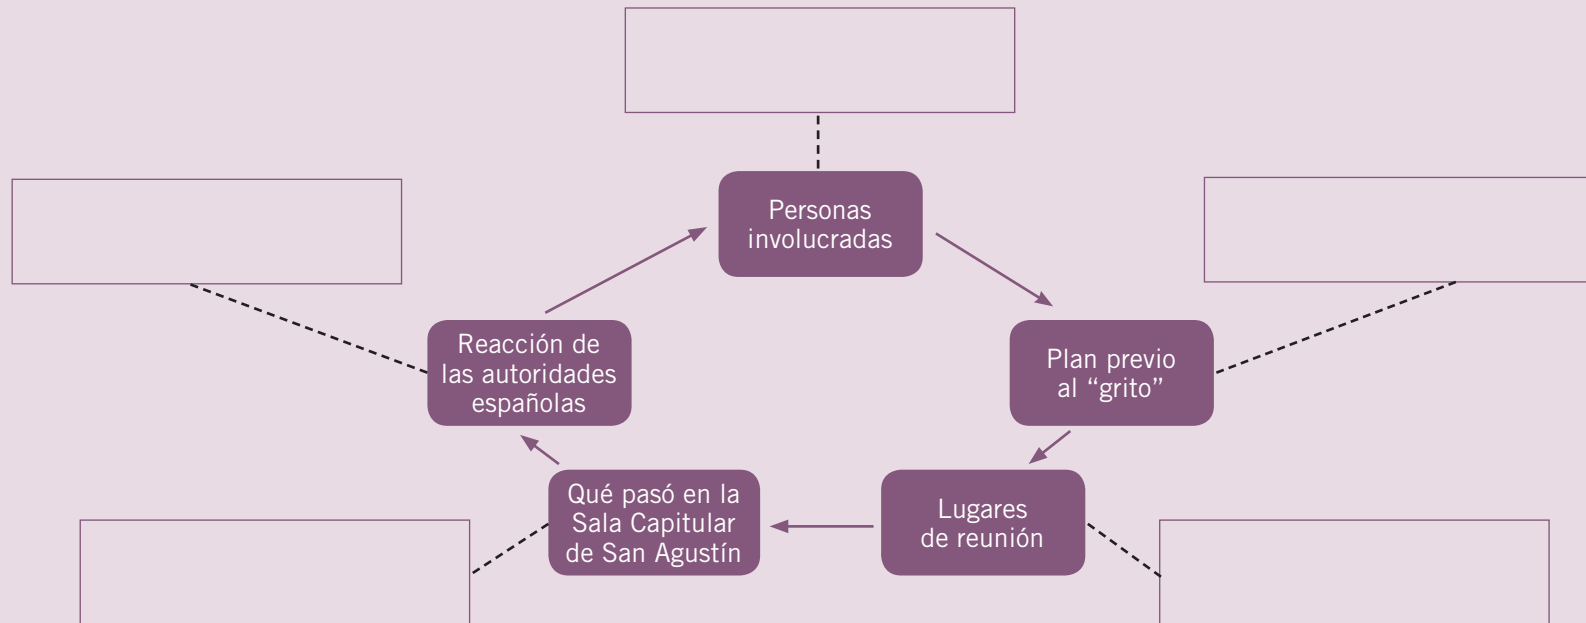 Personas
involucradas
Plan previo
al “grito”
Lugares
de reunión
Qué pasó en la
Sala Capitular
de San Agustín
Reacción de
las autoridades
españolas